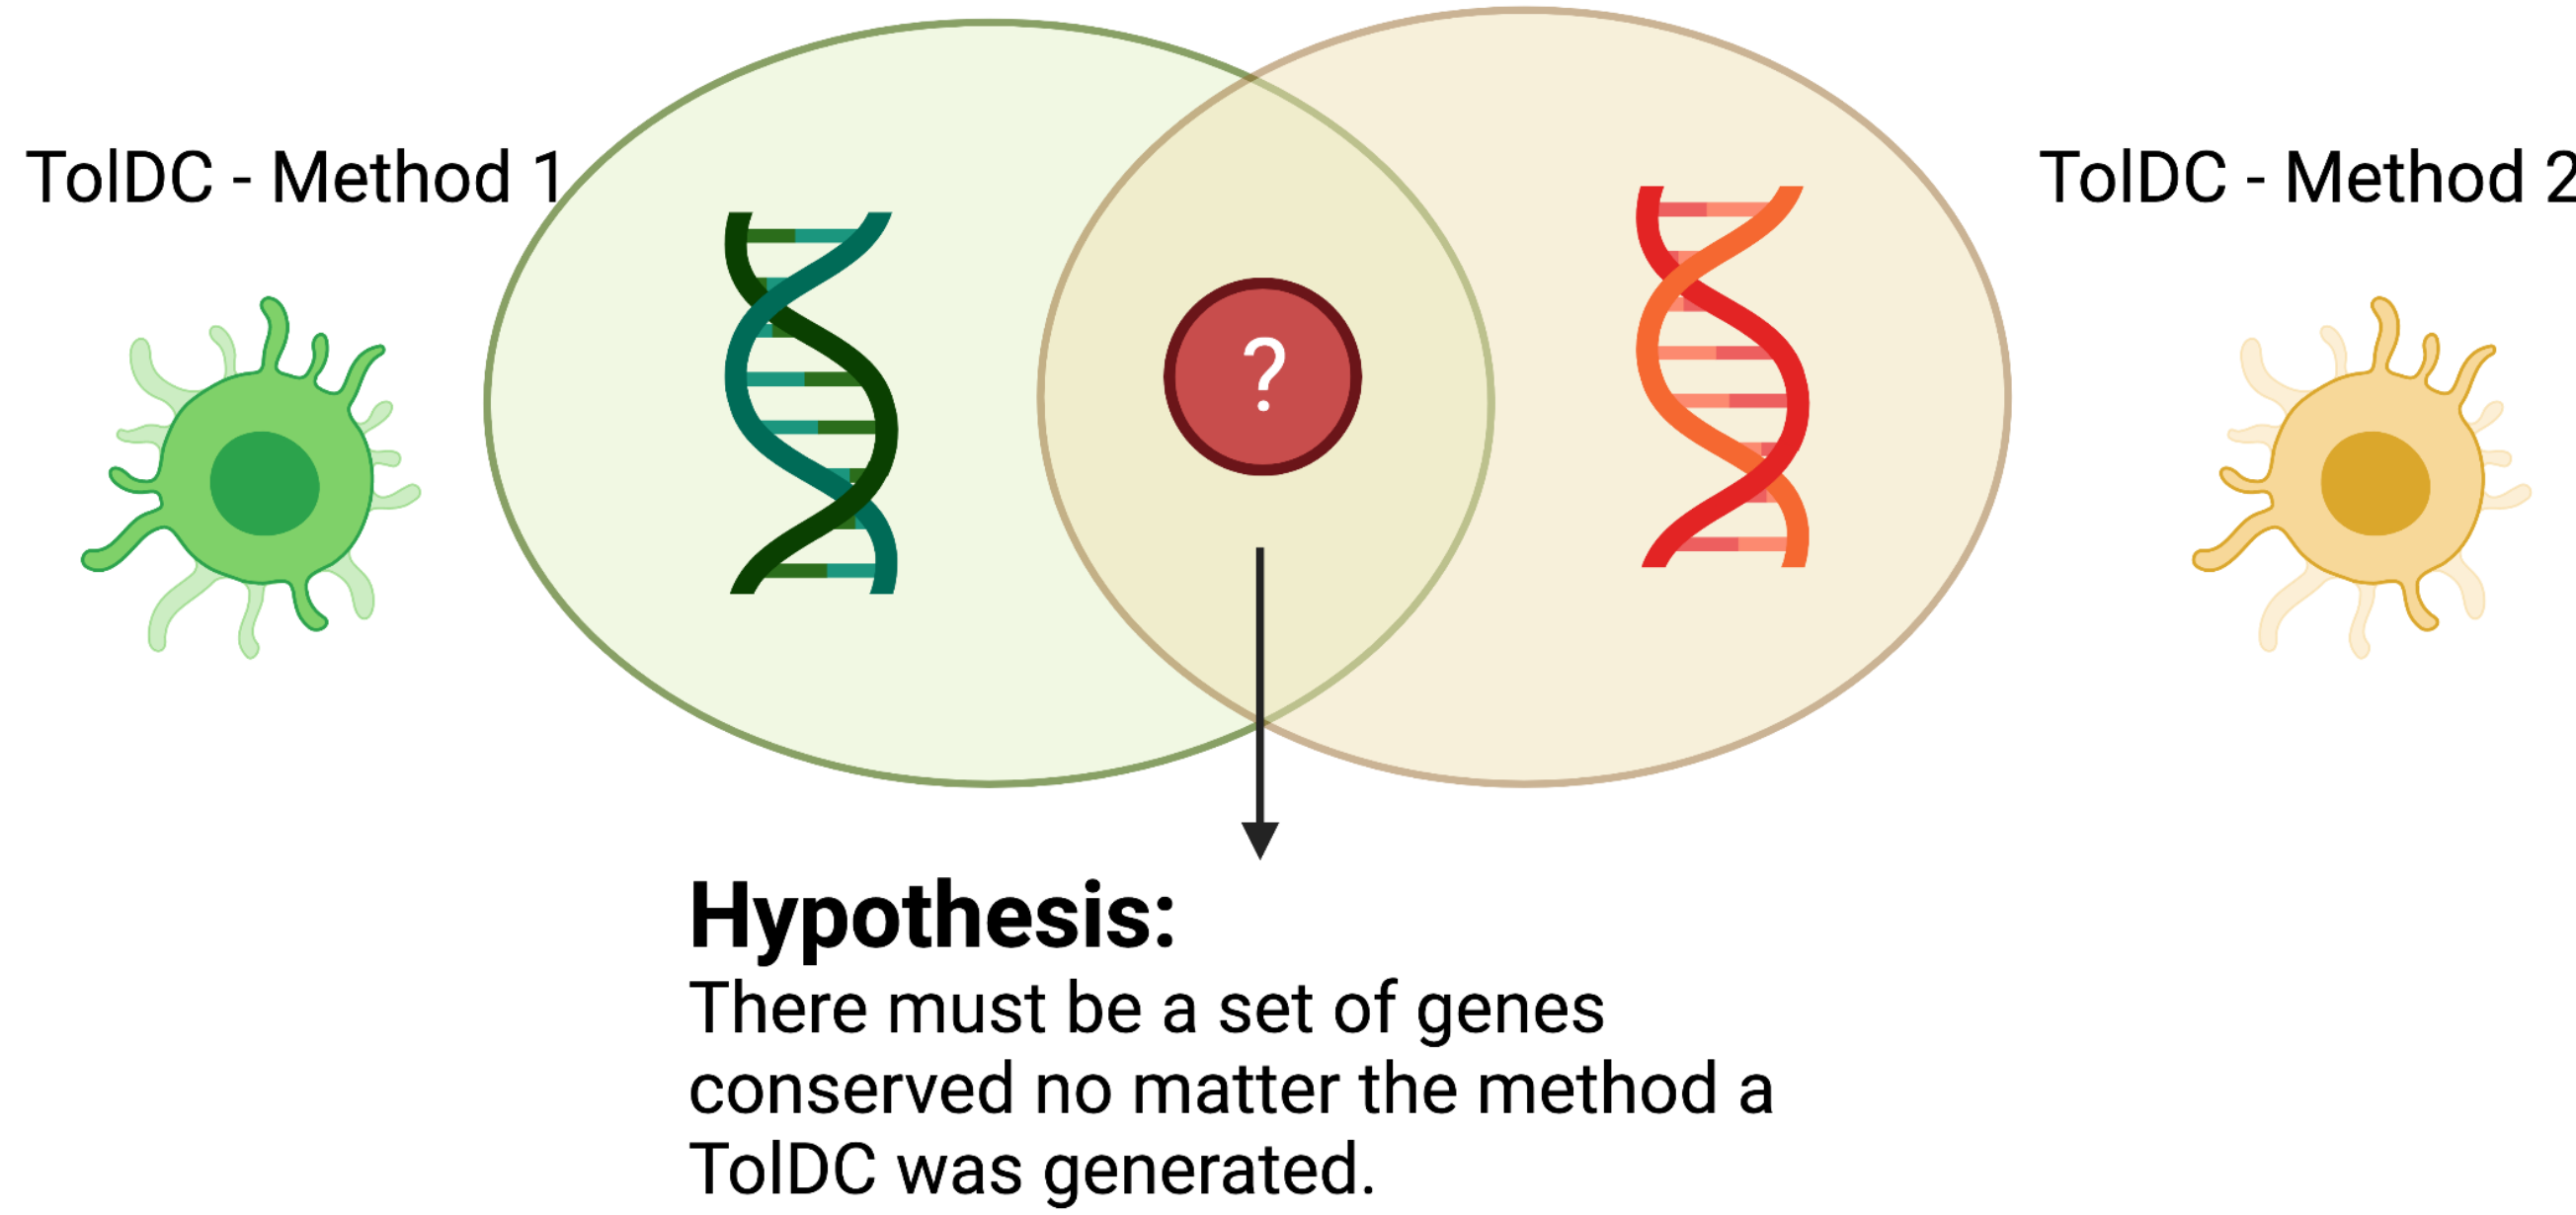 TolDC - Method 1
TolDC - Method 2
?
Hypothesis:
There must be a set of genes
conserved no matter the method a
TolDC was generated.